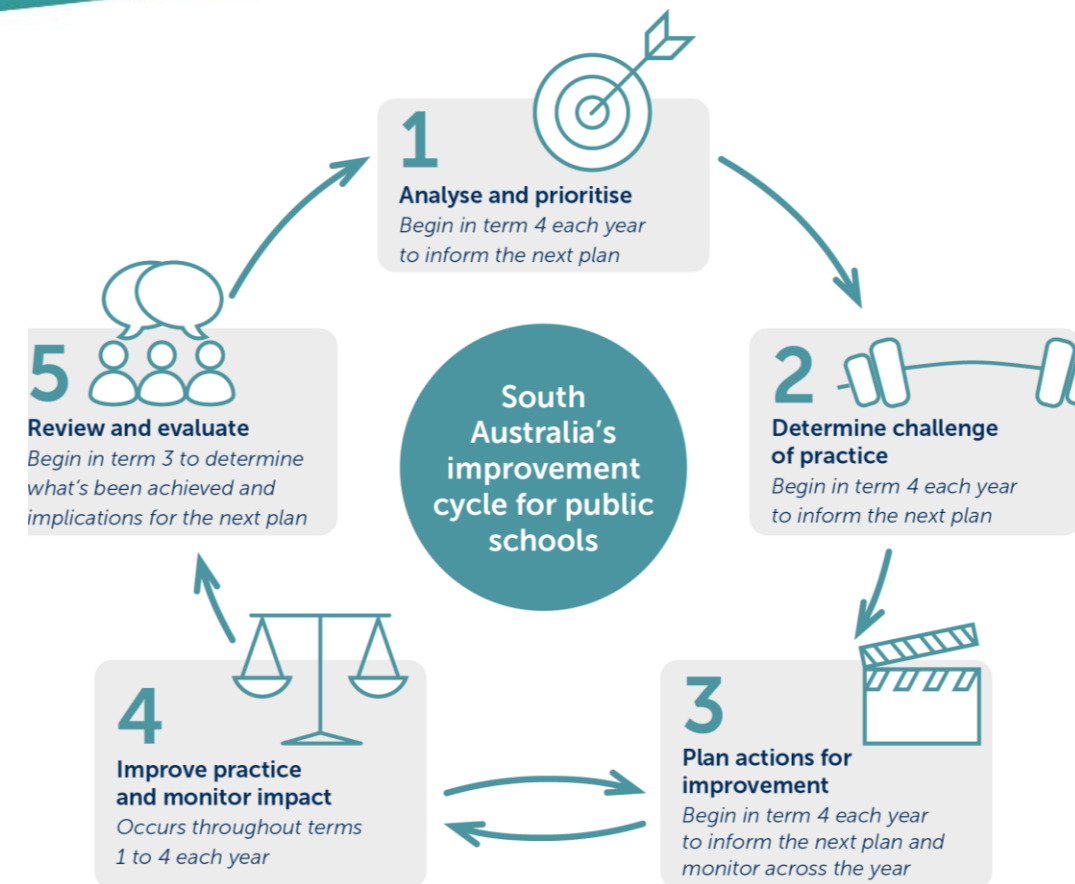 1
Analyse and prioritise
Begin in term 4 each year
to inform the next plan
2
Determine challenge
of practice
Begin in term 4 each year
to inform the next plan
3
Plan actions for
improvement
Begin in term 4 each year
to inform the next plan and
monitor across the year
4
Improve practice
and monitor impact
Occurs throughout terms
1 to 4 each year
5
Review and evaluate
Begin in term 3 to determine
what's been achieved and
implications for the next plan
South
Australia's
improvement
cycle for public
schools